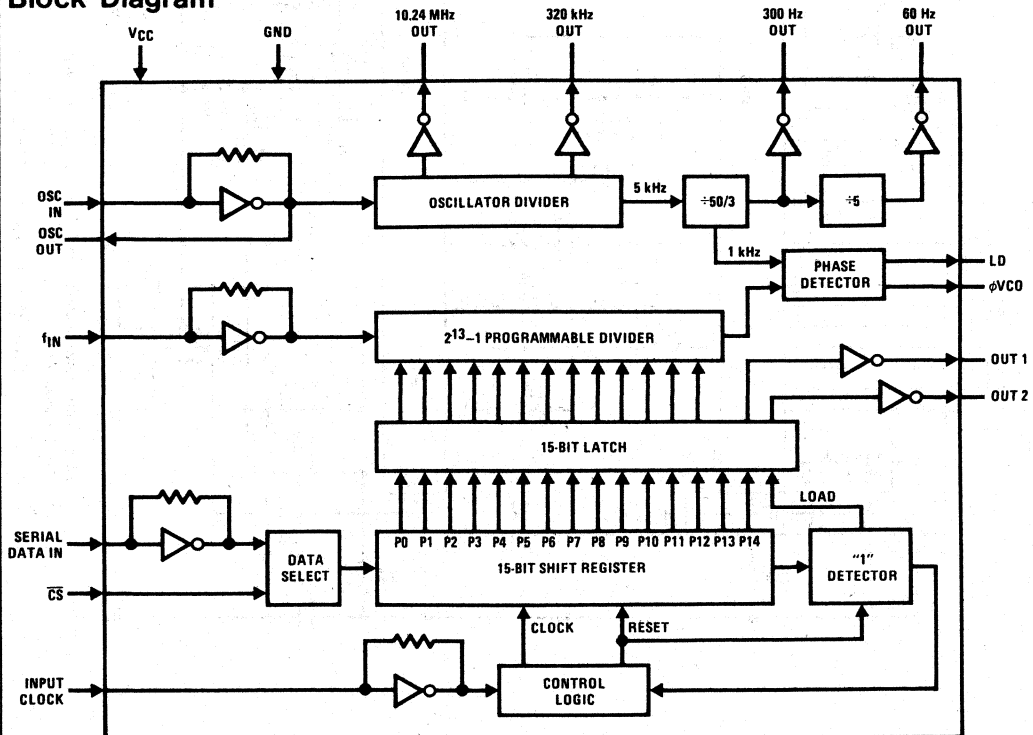 Block Diagram
10.24 MHz
OUT
320 kHz
OUT
300 Hz
OUT
60 Hz
OUT
VCC
GND
OSC
IN
OSC
OUT
OSCILLATOR DIVIDER
5 kHz
÷50/3
÷5
1 kHz
PHASE
DETECTOR
LD
φVCO
fIN
2^13–1 PROGRAMMABLE DIVIDER
OUT 1
OUT 2
15-BIT LATCH
LOAD
SERIAL
DATA IN
CS
DATA
SELECT
P0 P1 P2 P3 P4 P5 P6 P7 P8 P9 P10 P11 P12 P13 P14
15-BIT SHIFT REGISTER
"1"
DETECTOR
CLOCK
RESET
INPUT
CLOCK
CONTROL
LOGIC